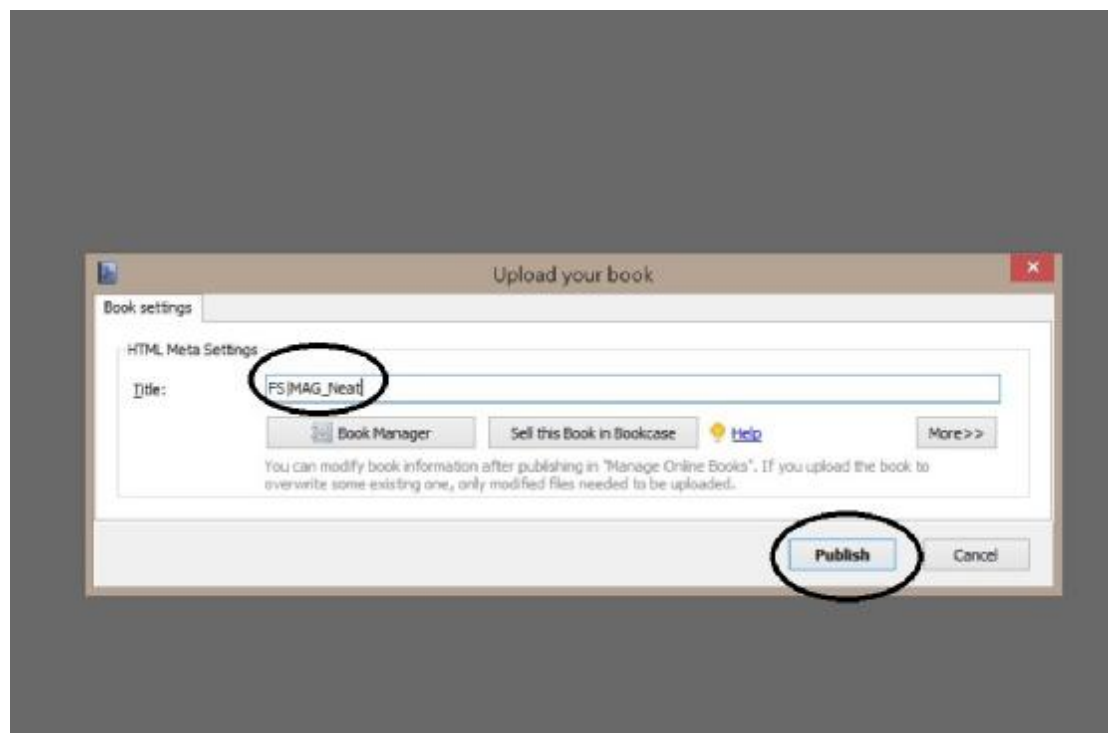 Upload your book
Book settings
HTML Meta Settings
Title: FS|MAG_Neat
Book Manager Sell this Book in Bookcase Help More>>
You can modify book information after publishing in "Manage Online Books". If you upload the book to
overwrite some existing one, only modified files needed to be uploaded.
Publish Cancel